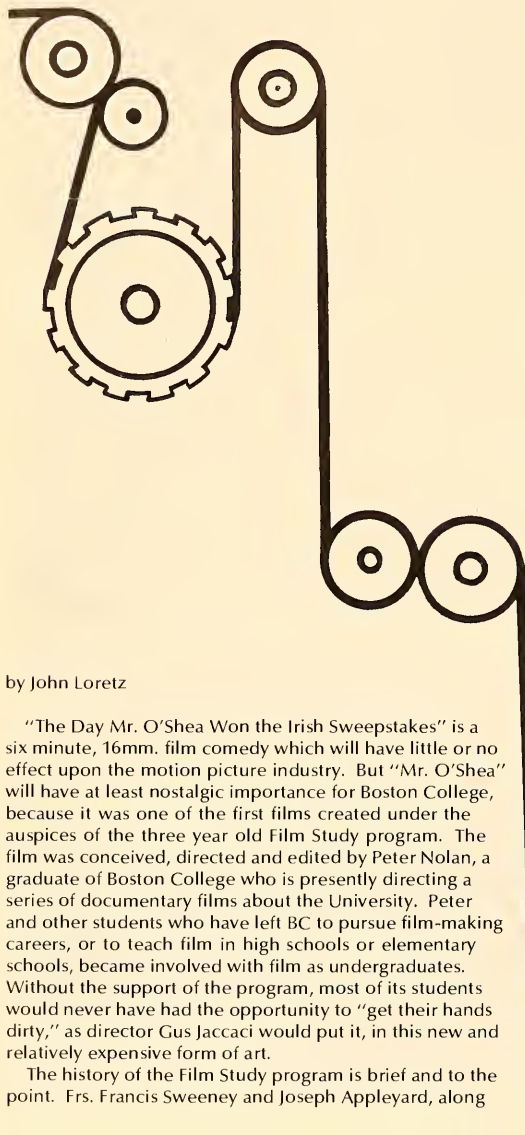 by John Loretz
"The Day Mr. O'Shea Won the Irish Sweepstakes" is a
six minute, 16mm. film comedy which will have little or no
effect upon the motion picture industry. But "Mr. O'Shea"
will have at least nostalgic importance for Boston College,
because it was one of the first films created under the
auspices of the three year old Film Study program. The
film was conceived, directed and edited by Peter Nolan, a
graduate of Boston College who is presently directing a
series of documentary films about the University. Peter
and other students who have left BC to pursue film-making
careers, or to teach film in high schools or elementary
schools, became involved with film as undergraduates.
Without the support of the program, most of its students
would never have had the opportunity to "get their hands
dirty," as director Gus Jaccaci would put it, in this new and
relatively expensive form of art.
The history of the Film Study program is brief and to the
point. Frs. Francis Sweeney and Joseph Appleyard, along